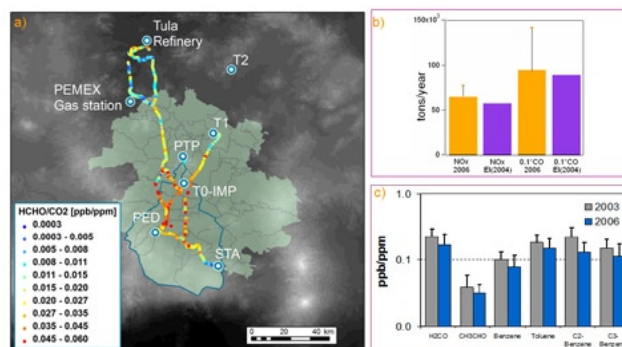 a)
Tula
Refinery
T2
PEMEX
Gas station
T1
PTP
T0-IMP
PED
STA
HCHO/CO2 [ppb/ppm]
0.0003
0.0003 - 0.005
0.005 - 0.008
0.008 - 0.011
0.011 - 0.015
0.015 - 0.020
0.020 - 0.027
0.027 - 0.035
0.035 - 0.045
0.045 - 0.060
0 20 40 km
b)
150x10³
100
50
0
tons/year
NOx 2006
NOx EI(2004)
0.1*CO 2006
0.1*CO EI(2004)
c)
2003
2006
1.0
0.1
0.0
ppb/ppm
H2CO CH3CHO Benzene Toluene C2-Benzene C3-Benzene